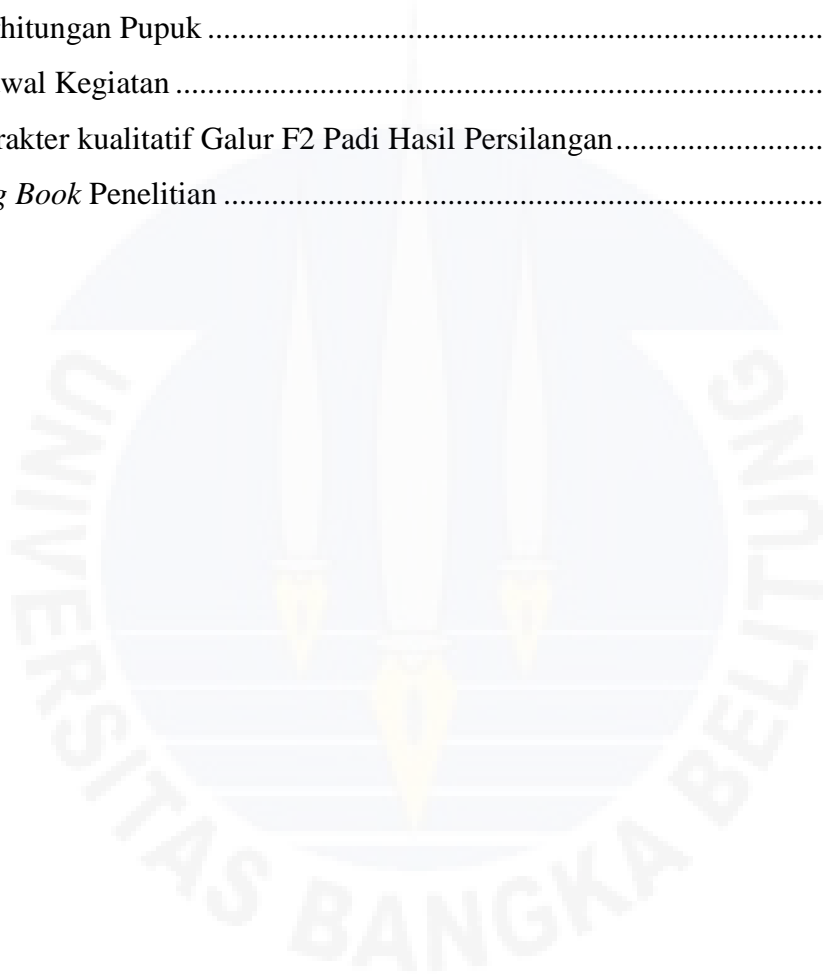 hitungan Pupuk ............................................................................
wal Kegiatan ................................................................................
rakter kualitatif Galur F2 Padi Hasil Persilangan..........................
g Book Penelitian ..........................................................................
UNIVERSITAS BANGKA BELITUNG